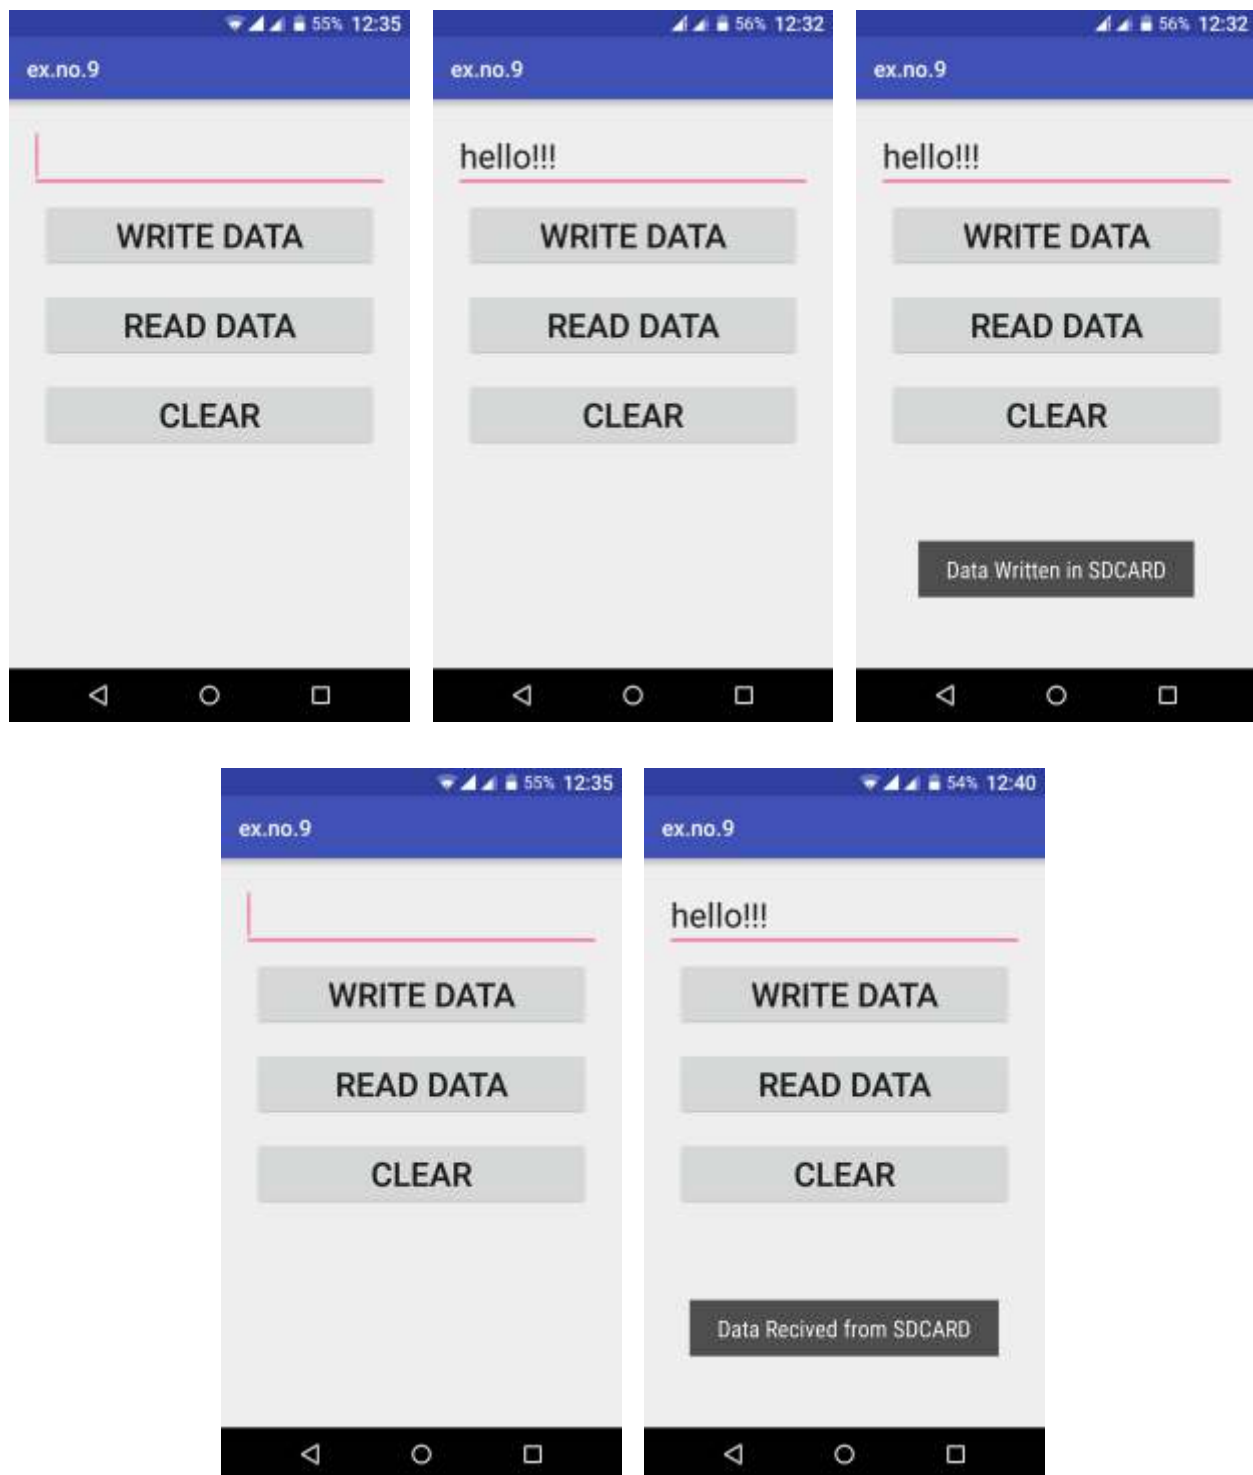 55% 12:35
ex.no.9
WRITE DATA
READ DATA
CLEAR
56% 12:32
ex.no.9
hello!!!
WRITE DATA
READ DATA
CLEAR
56% 12:32
ex.no.9
hello!!!
WRITE DATA
READ DATA
CLEAR
Data Written in SDCARD
55% 12:35
ex.no.9
WRITE DATA
READ DATA
CLEAR
54% 12:40
ex.no.9
hello!!!
WRITE DATA
READ DATA
CLEAR
Data Recived from SDCARD